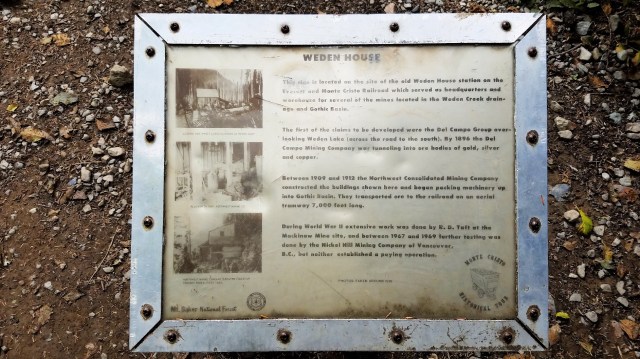 WEDEN HOUSE
This sign is located on the site of the old Weden House station on the
Everett and Monte Cristo Railroad which served as headquarters and
warehouse for several of the mines located in the Weden Creek drain-
age and Gothic Basin.
The first of the claims to be developed were the Del Campo Group over-
looking Weden Lake (across the road to the south). By 1896 the Del
Campo Mining Company was tunneling into ore bodies of gold, silver
and copper.
Between 1909 and 1912 the Northwest Consolidated Mining Company
constructed the buildings shown here and began packing machinery up
into Gothic Basin. They transported ore to the railroad on an aerial
tramway 7,000 feet long.
During World War II extensive work was done by K. D. Taft at the
Mackinaw Mine site, and between 1967 and 1969 further testing was
done by the Nickel Hill Mining Company of Vancouver,
B.C., but neither established a paying operation.
Mt. Baker National Forest
MONTE CRISTO
HISTORICAL TOUR